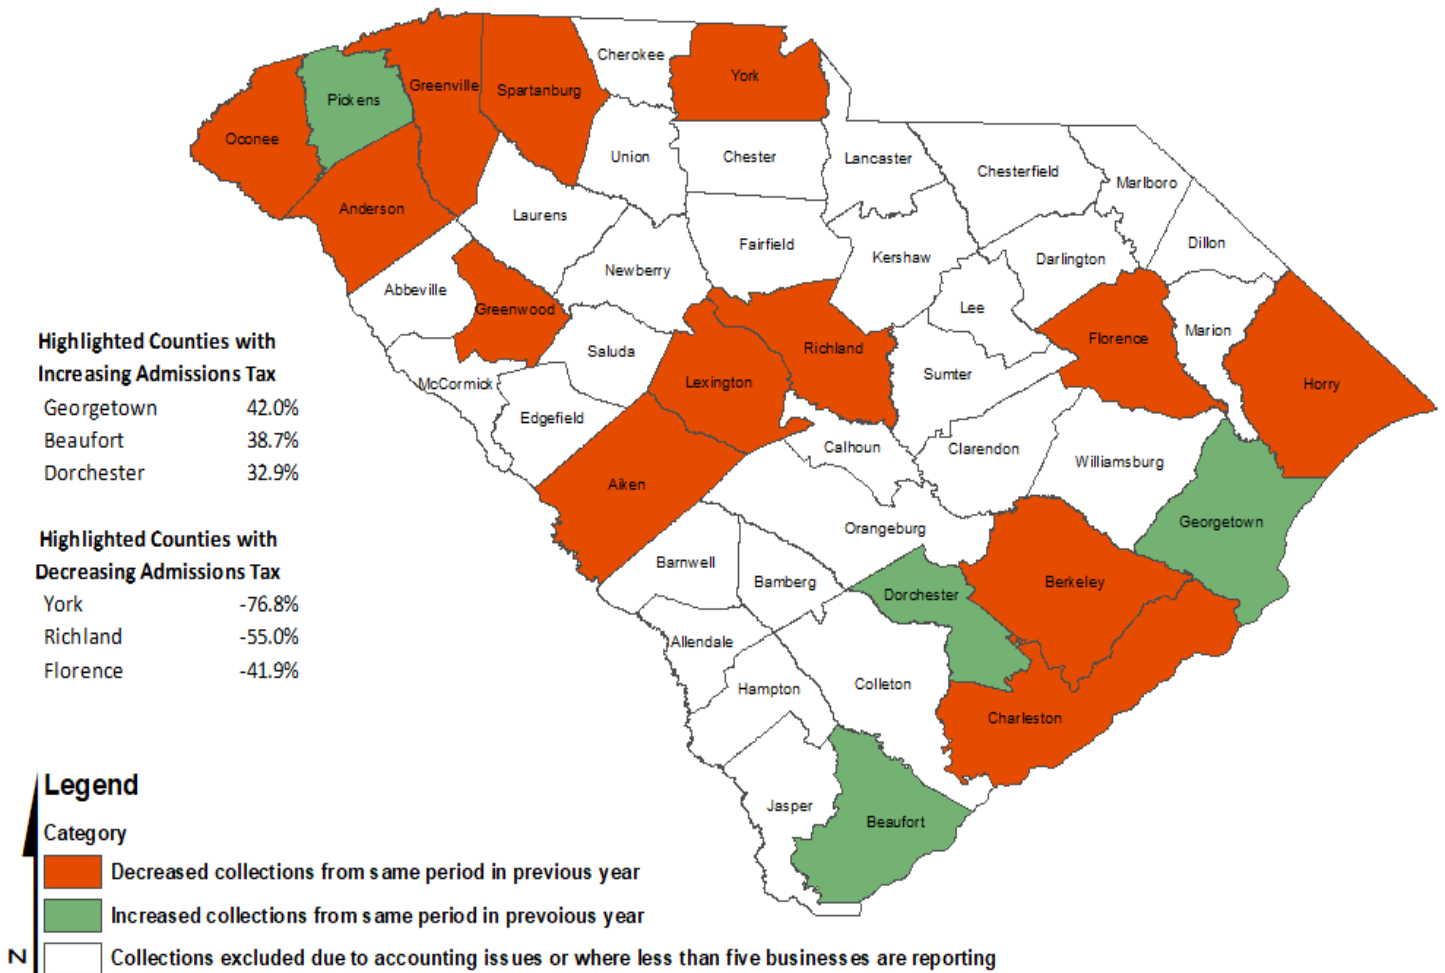 Cherokee
York
Greenville
Spartanburg
Pickens
Oconee
Union
Chester
Lancaster
Chesterfield
Marlboro
Anderson
Laurens
Fairfield
Kershaw
Darlington
Dillon
Newberry
Abbeville
Greenwood
Lee
Marion
Florence
Richland
Saluda
Lexington
Sumter
Horry
McCormick
Edgefield
Calhoun
Clarendon
Williamsburg
Aiken
Orangeburg
Georgetown
Barnwell
Bamberg
Dorchester
Berkeley
Allendale
Hampton
Colleton
Charleston
Jasper
Beaufort
Highlighted Counties with
Increasing Admissions Tax
Georgetown 42.0%
Beaufort 38.7%
Dorchester 32.9%
Highlighted Counties with
Decreasing Admissions Tax
York -76.8%
Richland -55.0%
Florence -41.9%
Legend
Category
Decreased collections from same period in previous year
Increased collections from same period in prevoious year
Collections excluded due to accounting issues or where less than five businesses are reporting
N